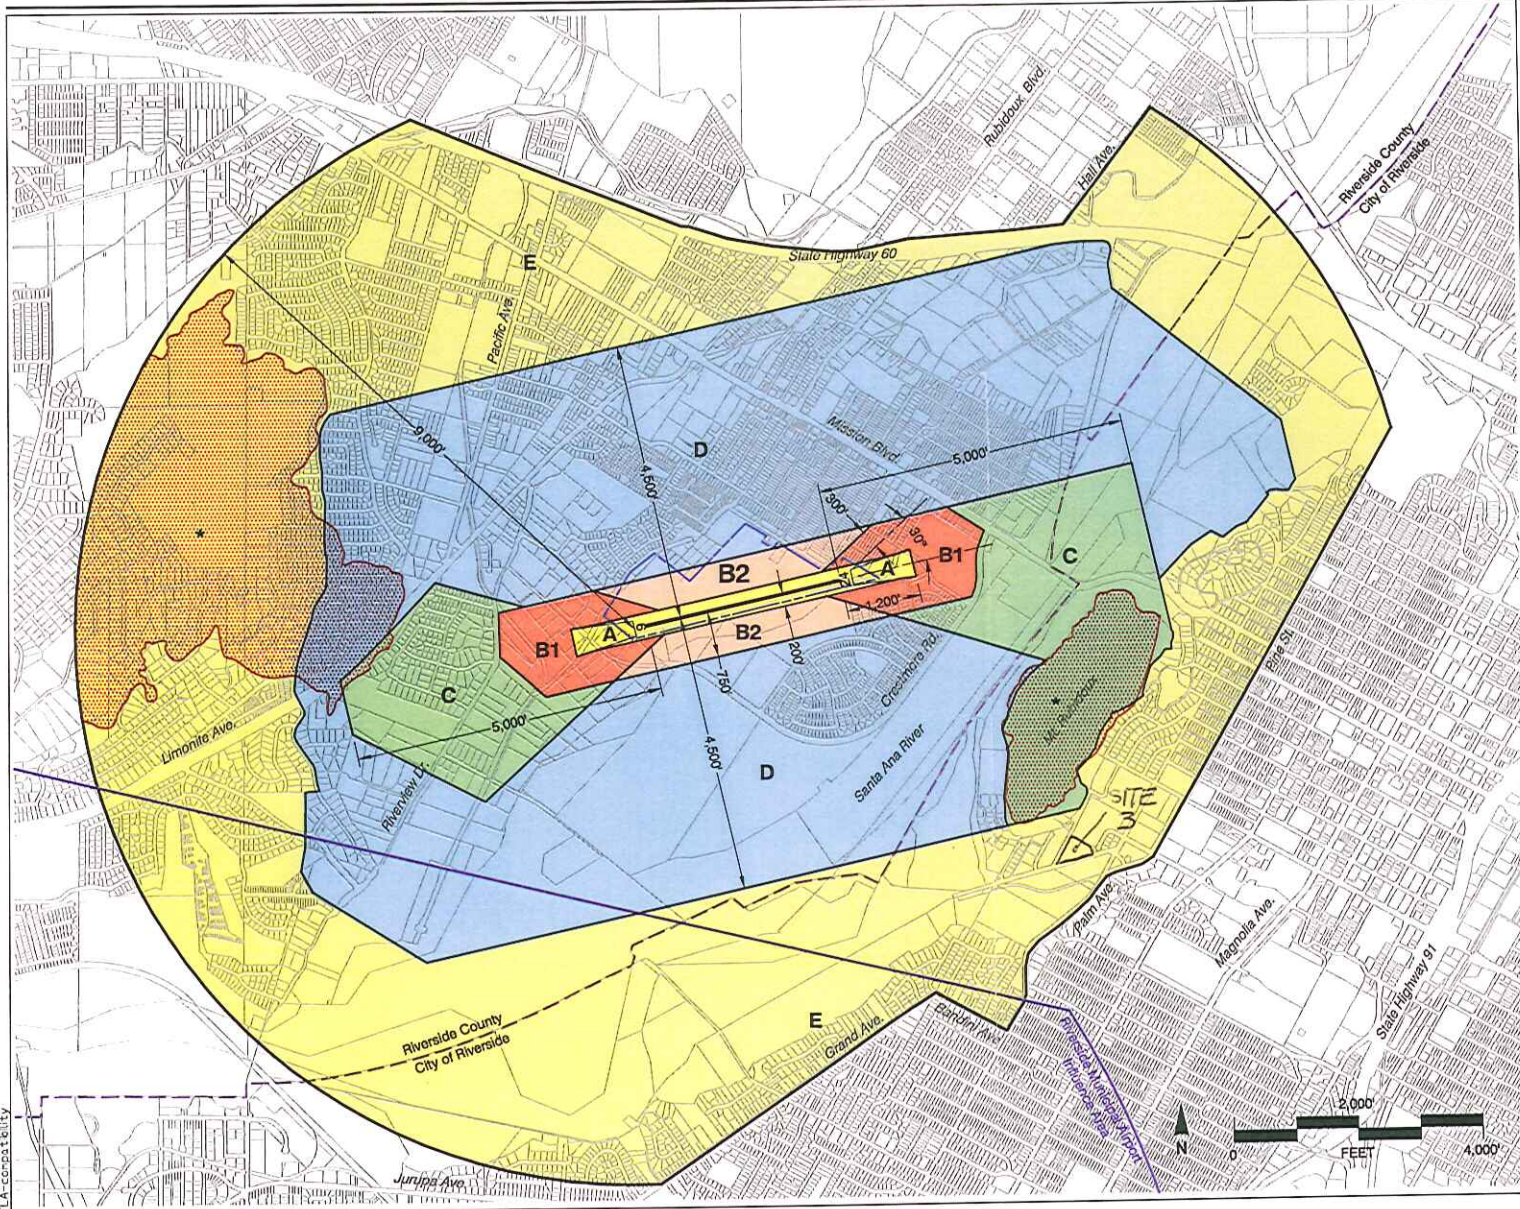 Rubidoux Blvd.
Hall Ave.
Riverside County
City of Riverside
State Highway 60
E
Pacific Ave.
9,000'
D
4,500'
Mission Blvd.
5,000'
300'
30°
B1
C
B2
A
24
1,200'
A
6
B1
B2
200'
750'
C
5,000'
Crestmore Rd.
Pine St.
Mt. Rubidoux
Limonite Ave.
Riverview Dr.
4,500'
D
Santa Ana River
SITE
3
Palm Ave.
Magnolia Ave.
State Highway 91
E
Grand Ave.
Bandini Ave
Riverside County
City of Riverside
Riverside Municipal Airport
Influence Area
Jurupa Ave.
N
2,000'
0
FEET
4,000'
LA-compatibility